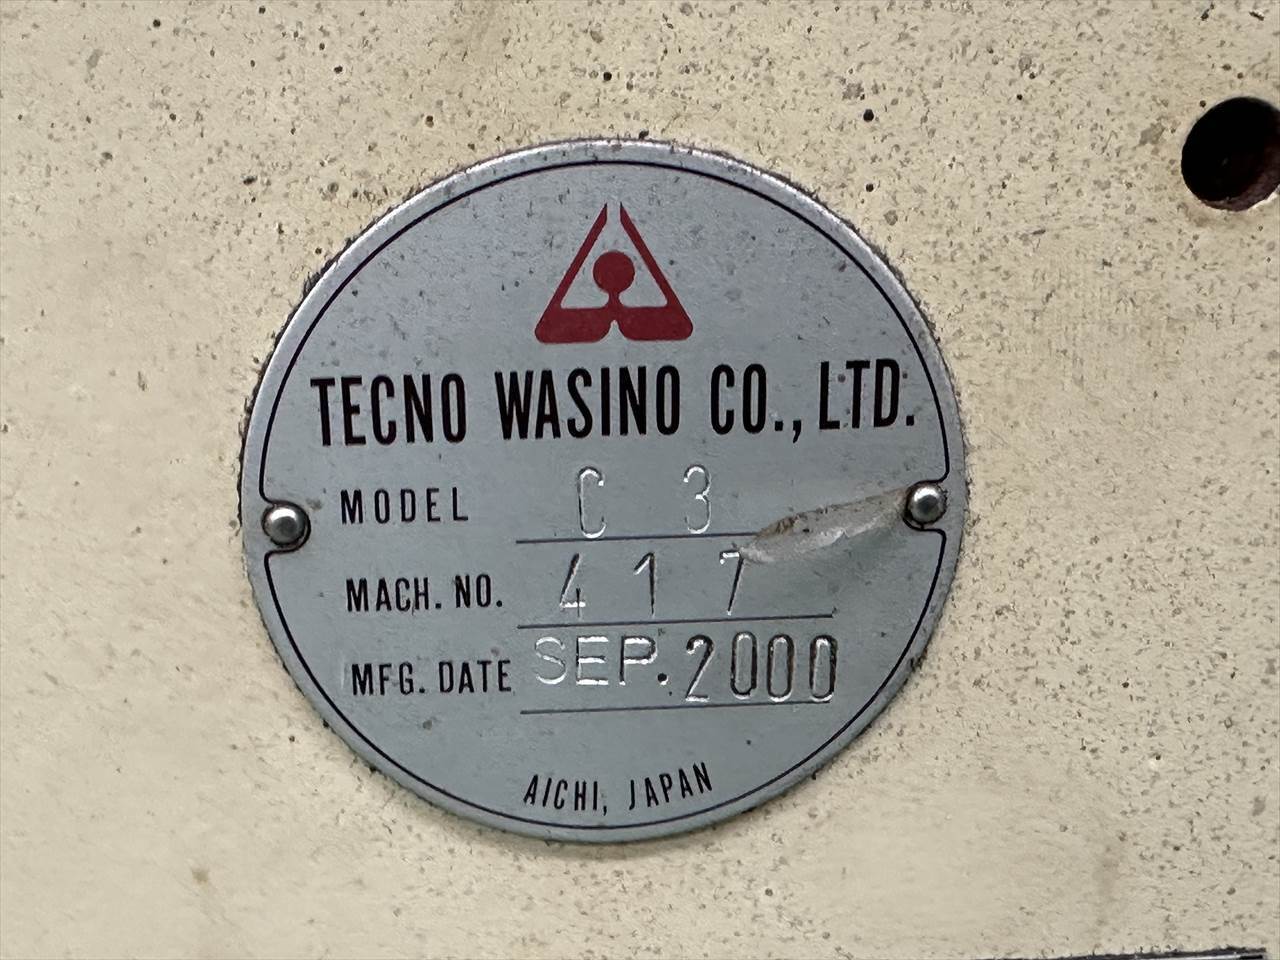 TECNO WASINO CO., LTD.
MODEL C 3
MACH. NO. 417
MFG. DATE SEP. 2000
AICHI, JAPAN